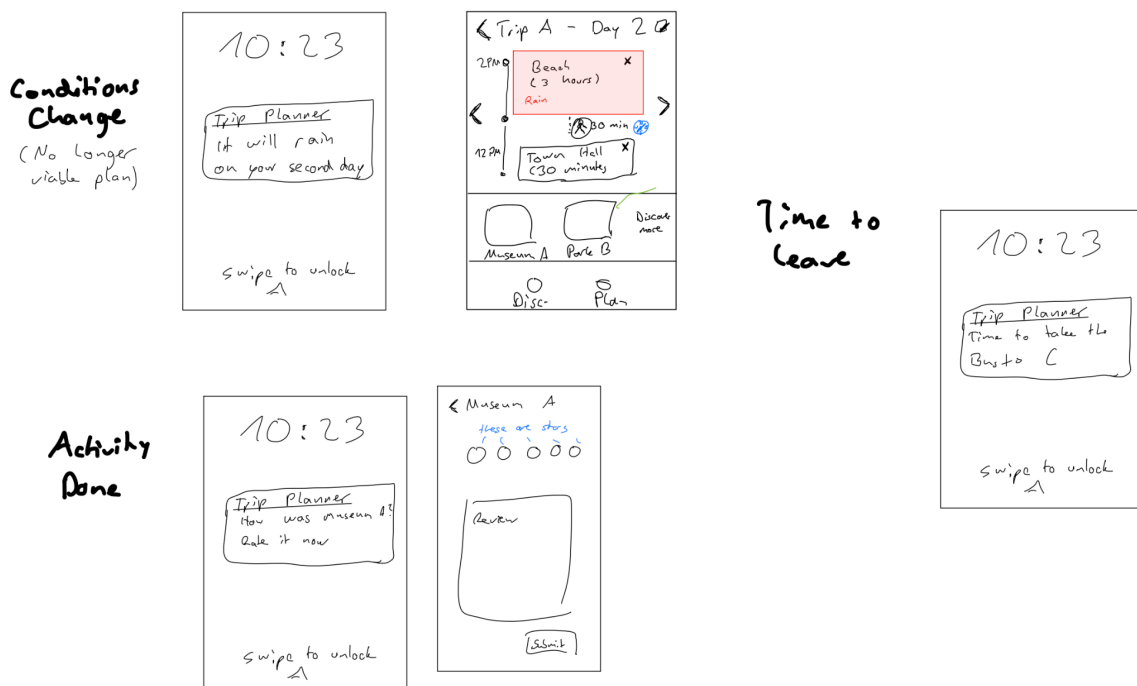 Conditions
Change
(No longer
viable plan)
10:23
Trip Planner
It will rain
on your second day
swipe to unlock
Trip A - Day 2
2PM
Beach
(3 hours)
x
Rain
30 min
12PM
Town Hall
(30 minutes
x
Museum A
Park B
Discover
more
Disc-
Plan
Time to
leave
10:23
Trip Planner
Time to take the
Bus to C
swipe to unlock
Activity
Done
10:23
Trip Planner
How was Museum A?
Rate it now
swipe to unlock
< Museum A
these are stars
Review
Submit